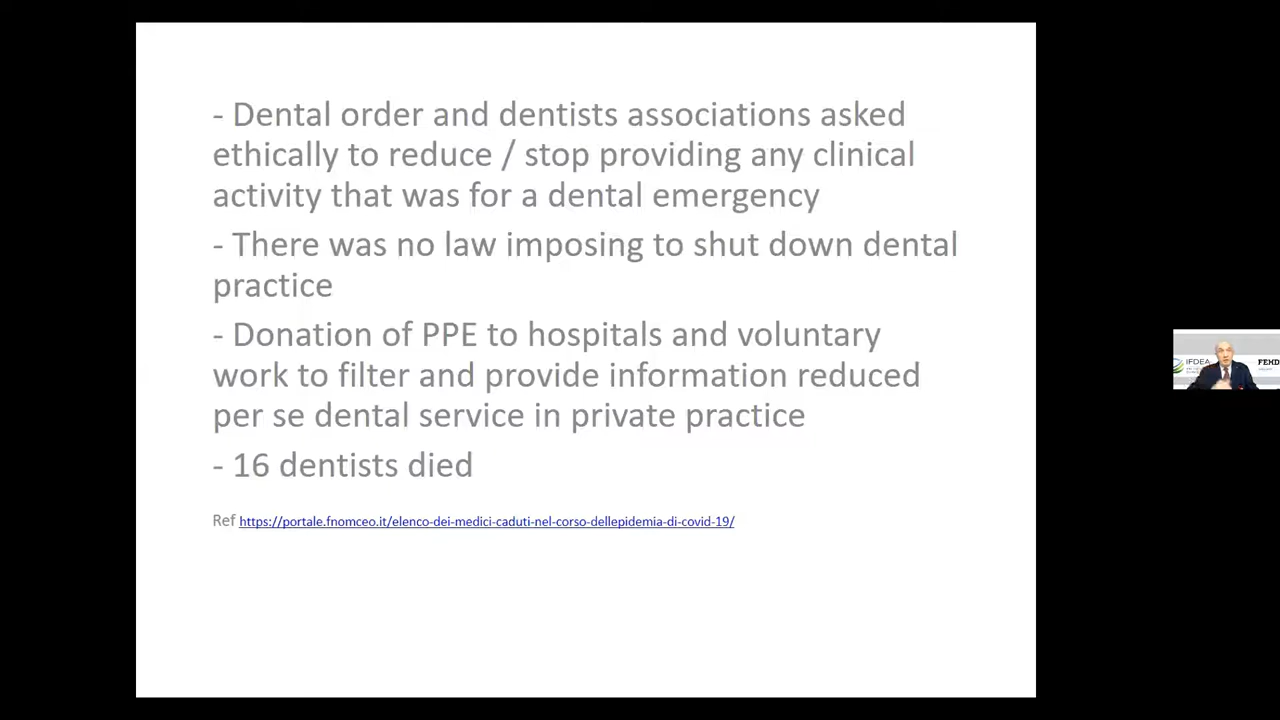 - Dental order and dentists associations asked
ethically to reduce / stop providing any clinical
activity that was for a dental emergency
- There was no law imposing to shut down dental
practice
- Donation of PPE to hospitals and voluntary
work to filter and provide information reduced
per se dental service in private practice
- 16 dentists died
Ref https://portale.fnomceo.it/elenco-dei-medici-caduti-nel-corso-dellepidemia-di-covid-19/
IFDEA